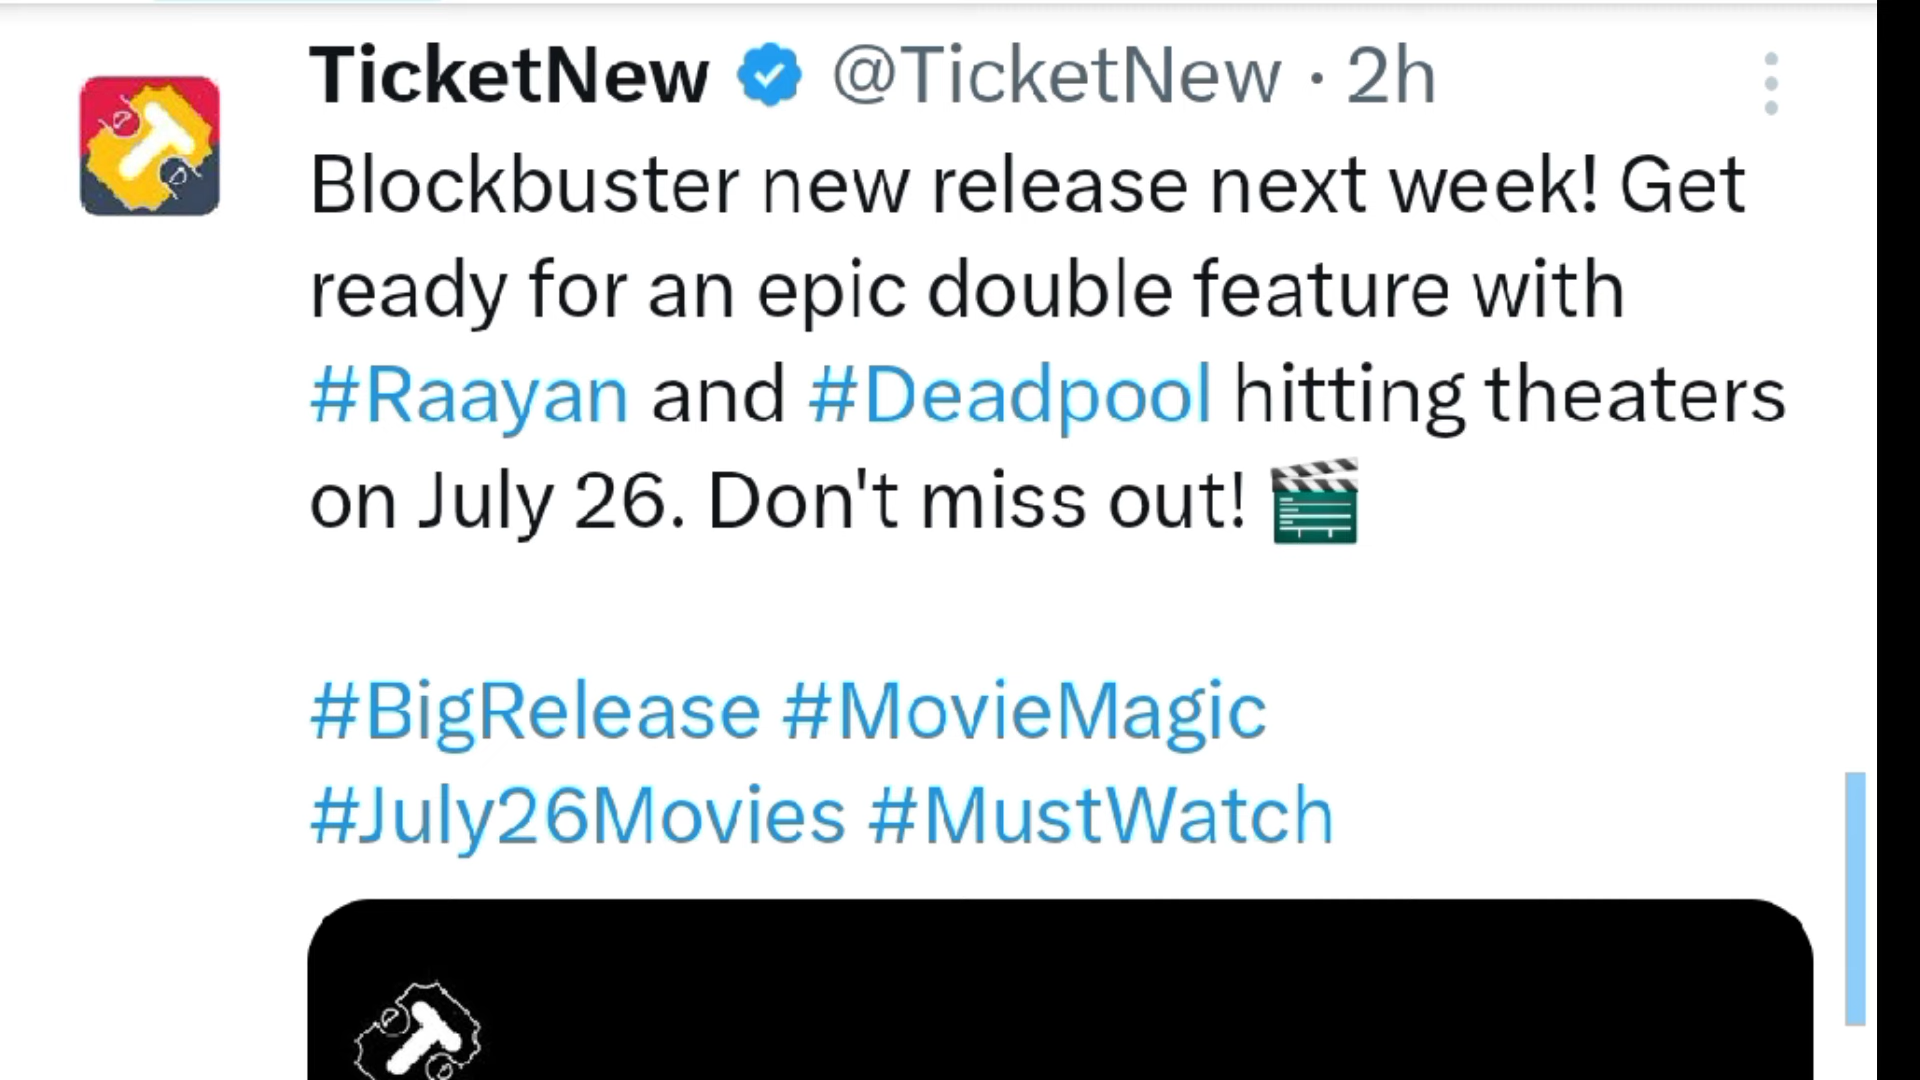 TicketNew @TicketNew · 2h
Blockbuster new release next week! Get
ready for an epic double feature with
#Raayan and #Deadpool hitting theaters
on July 26. Don't miss out! 🎬
#BigRelease #MovieMagic
#July26Movies #MustWatch